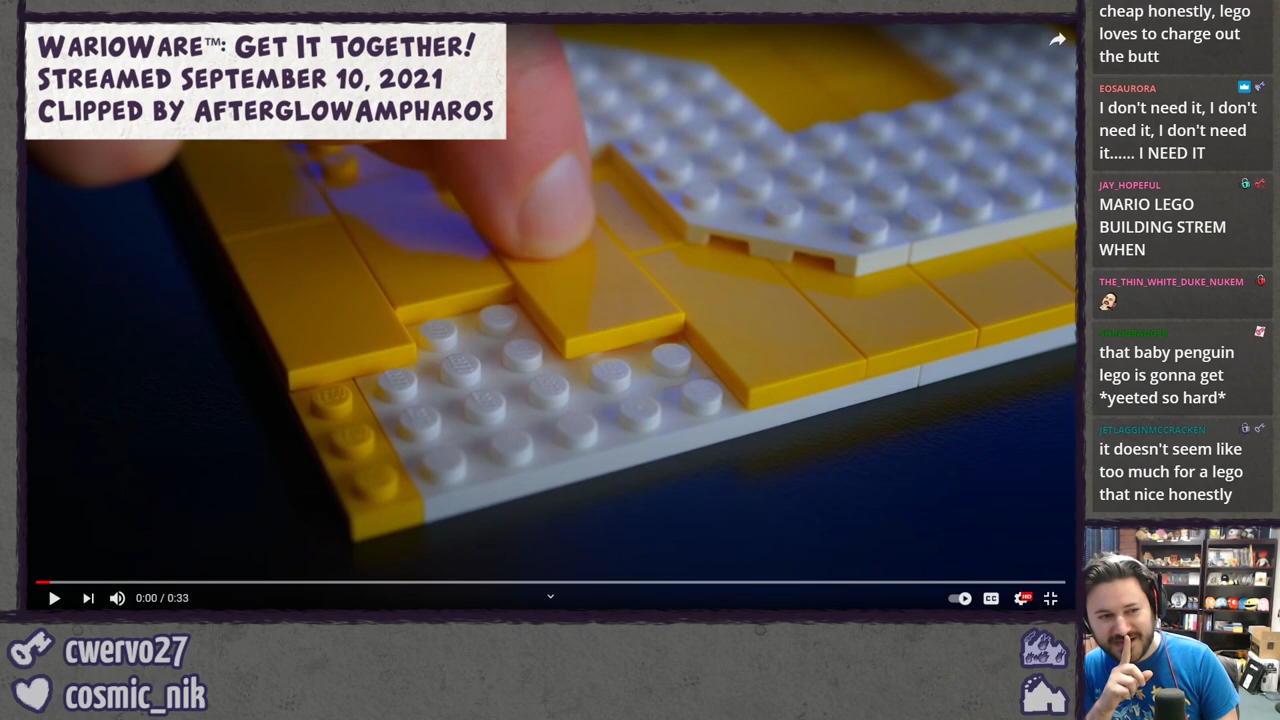 WarioWare™: Get It Together!
Streamed September 10, 2021
Clipped by AfterglowAmpharos
cheap honestly, lego
loves to charge out
the butt
EOSAURORA
I don't need it, I don't
need it, I don't need
it...... I NEED IT
JAY_HOPEFUL
MARIO LEGO
BUILDING STREM
WHEN
THE_THIN_WHITE_DUKE_NUKEM
that baby penguin
lego is gonna get
*yeeted so hard*
JETLAGGINMCCRACKEN
it doesn't seem like
too much for a lego
that nice honestly
0:00 / 0:33
CC
HD
cwervo27
cosmic_nik